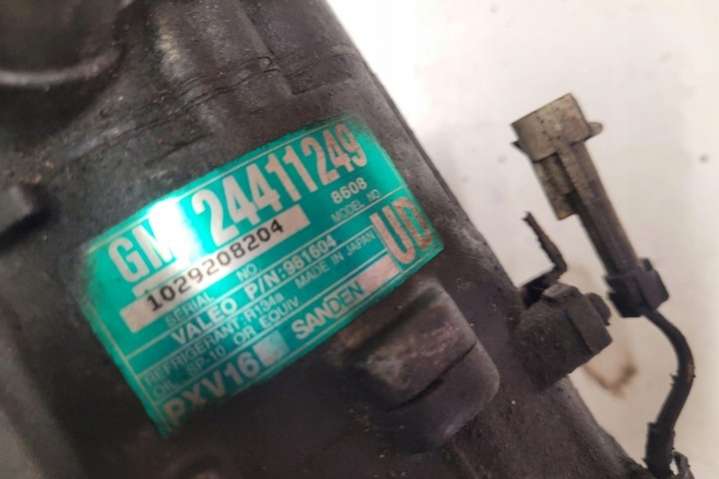 GM 24411249
1029208204 8608
SERIAL NO. MODEL NO
VALEO P/N:981604 UD
REFRIGERANT:R134a MADE IN JAPAN
OIL SP-10 OR EQUIV
PXV16 SANDEN